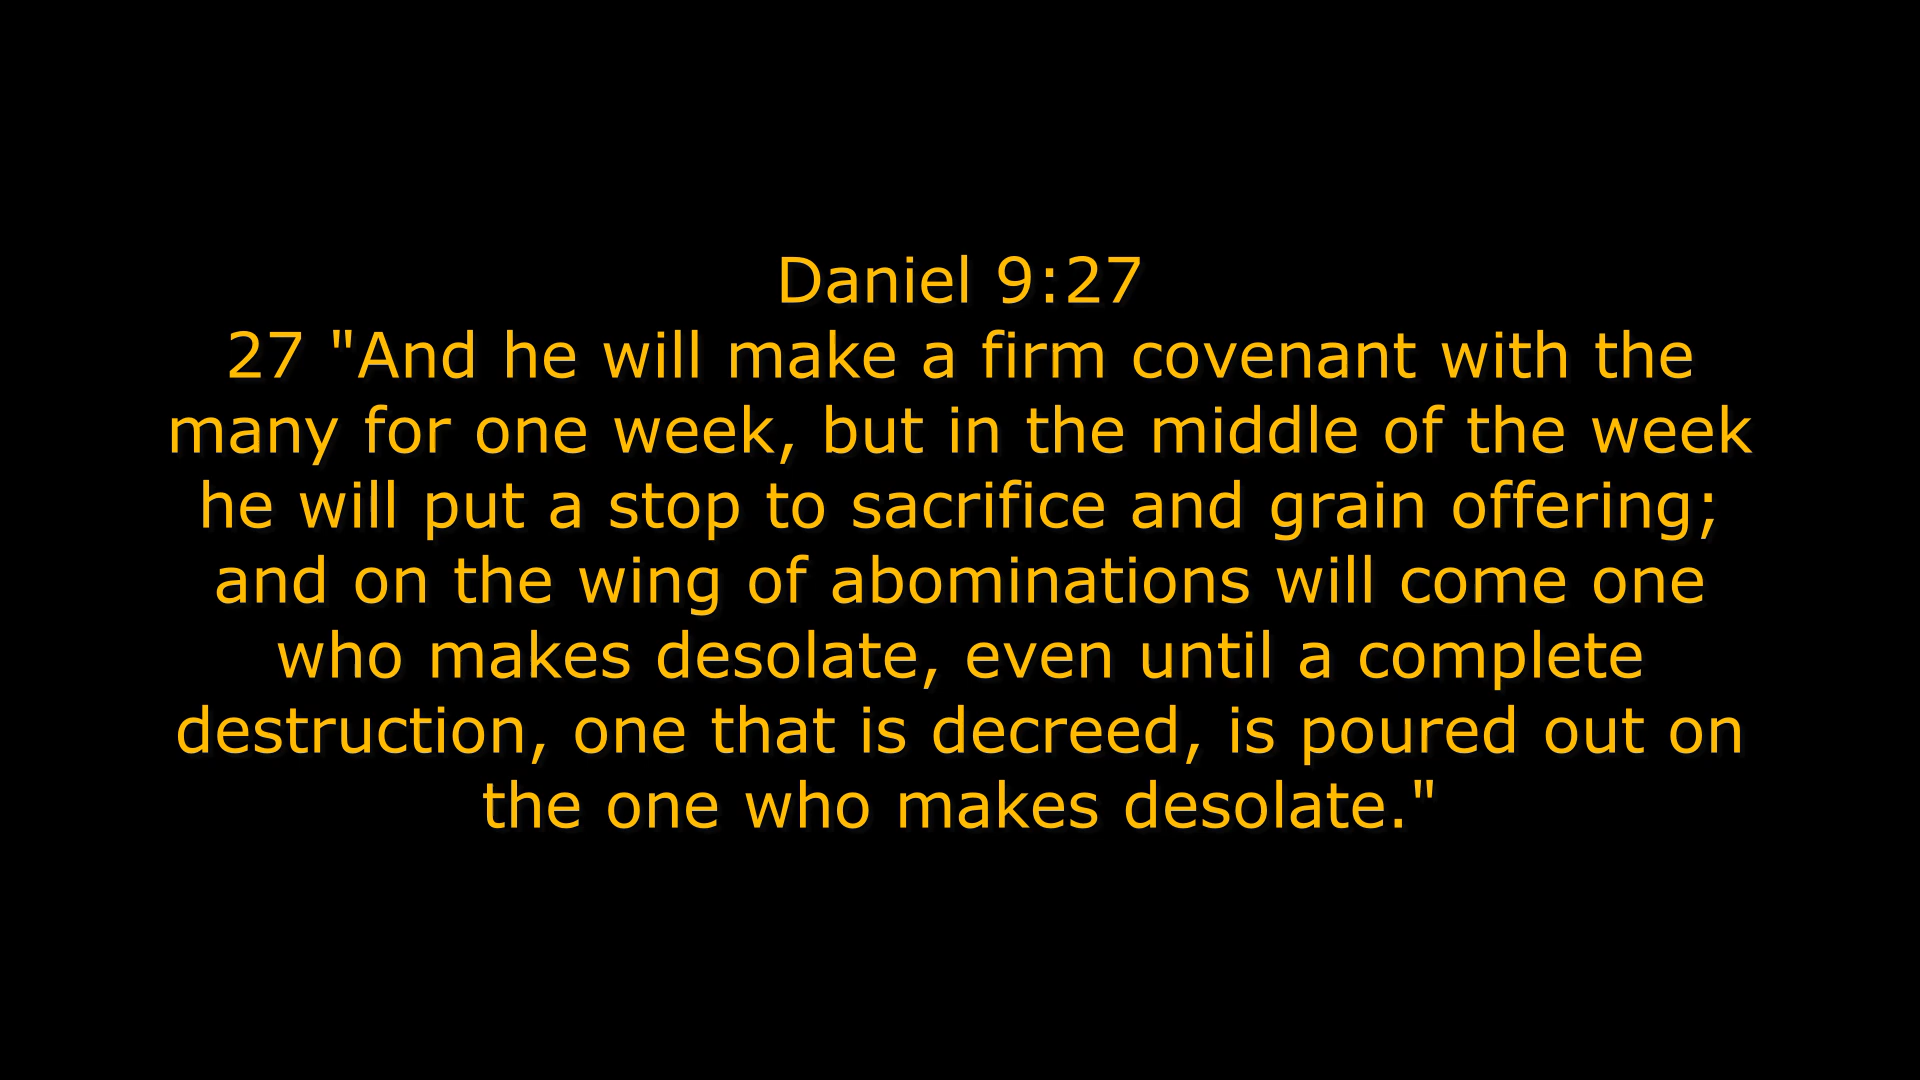 Daniel 9:27
27 "And he will make a firm covenant with the
many for one week, but in the middle of the week
he will put a stop to sacrifice and grain offering;
and on the wing of abominations will come one
who makes desolate, even until a complete
destruction, one that is decreed, is poured out on
the one who makes desolate."